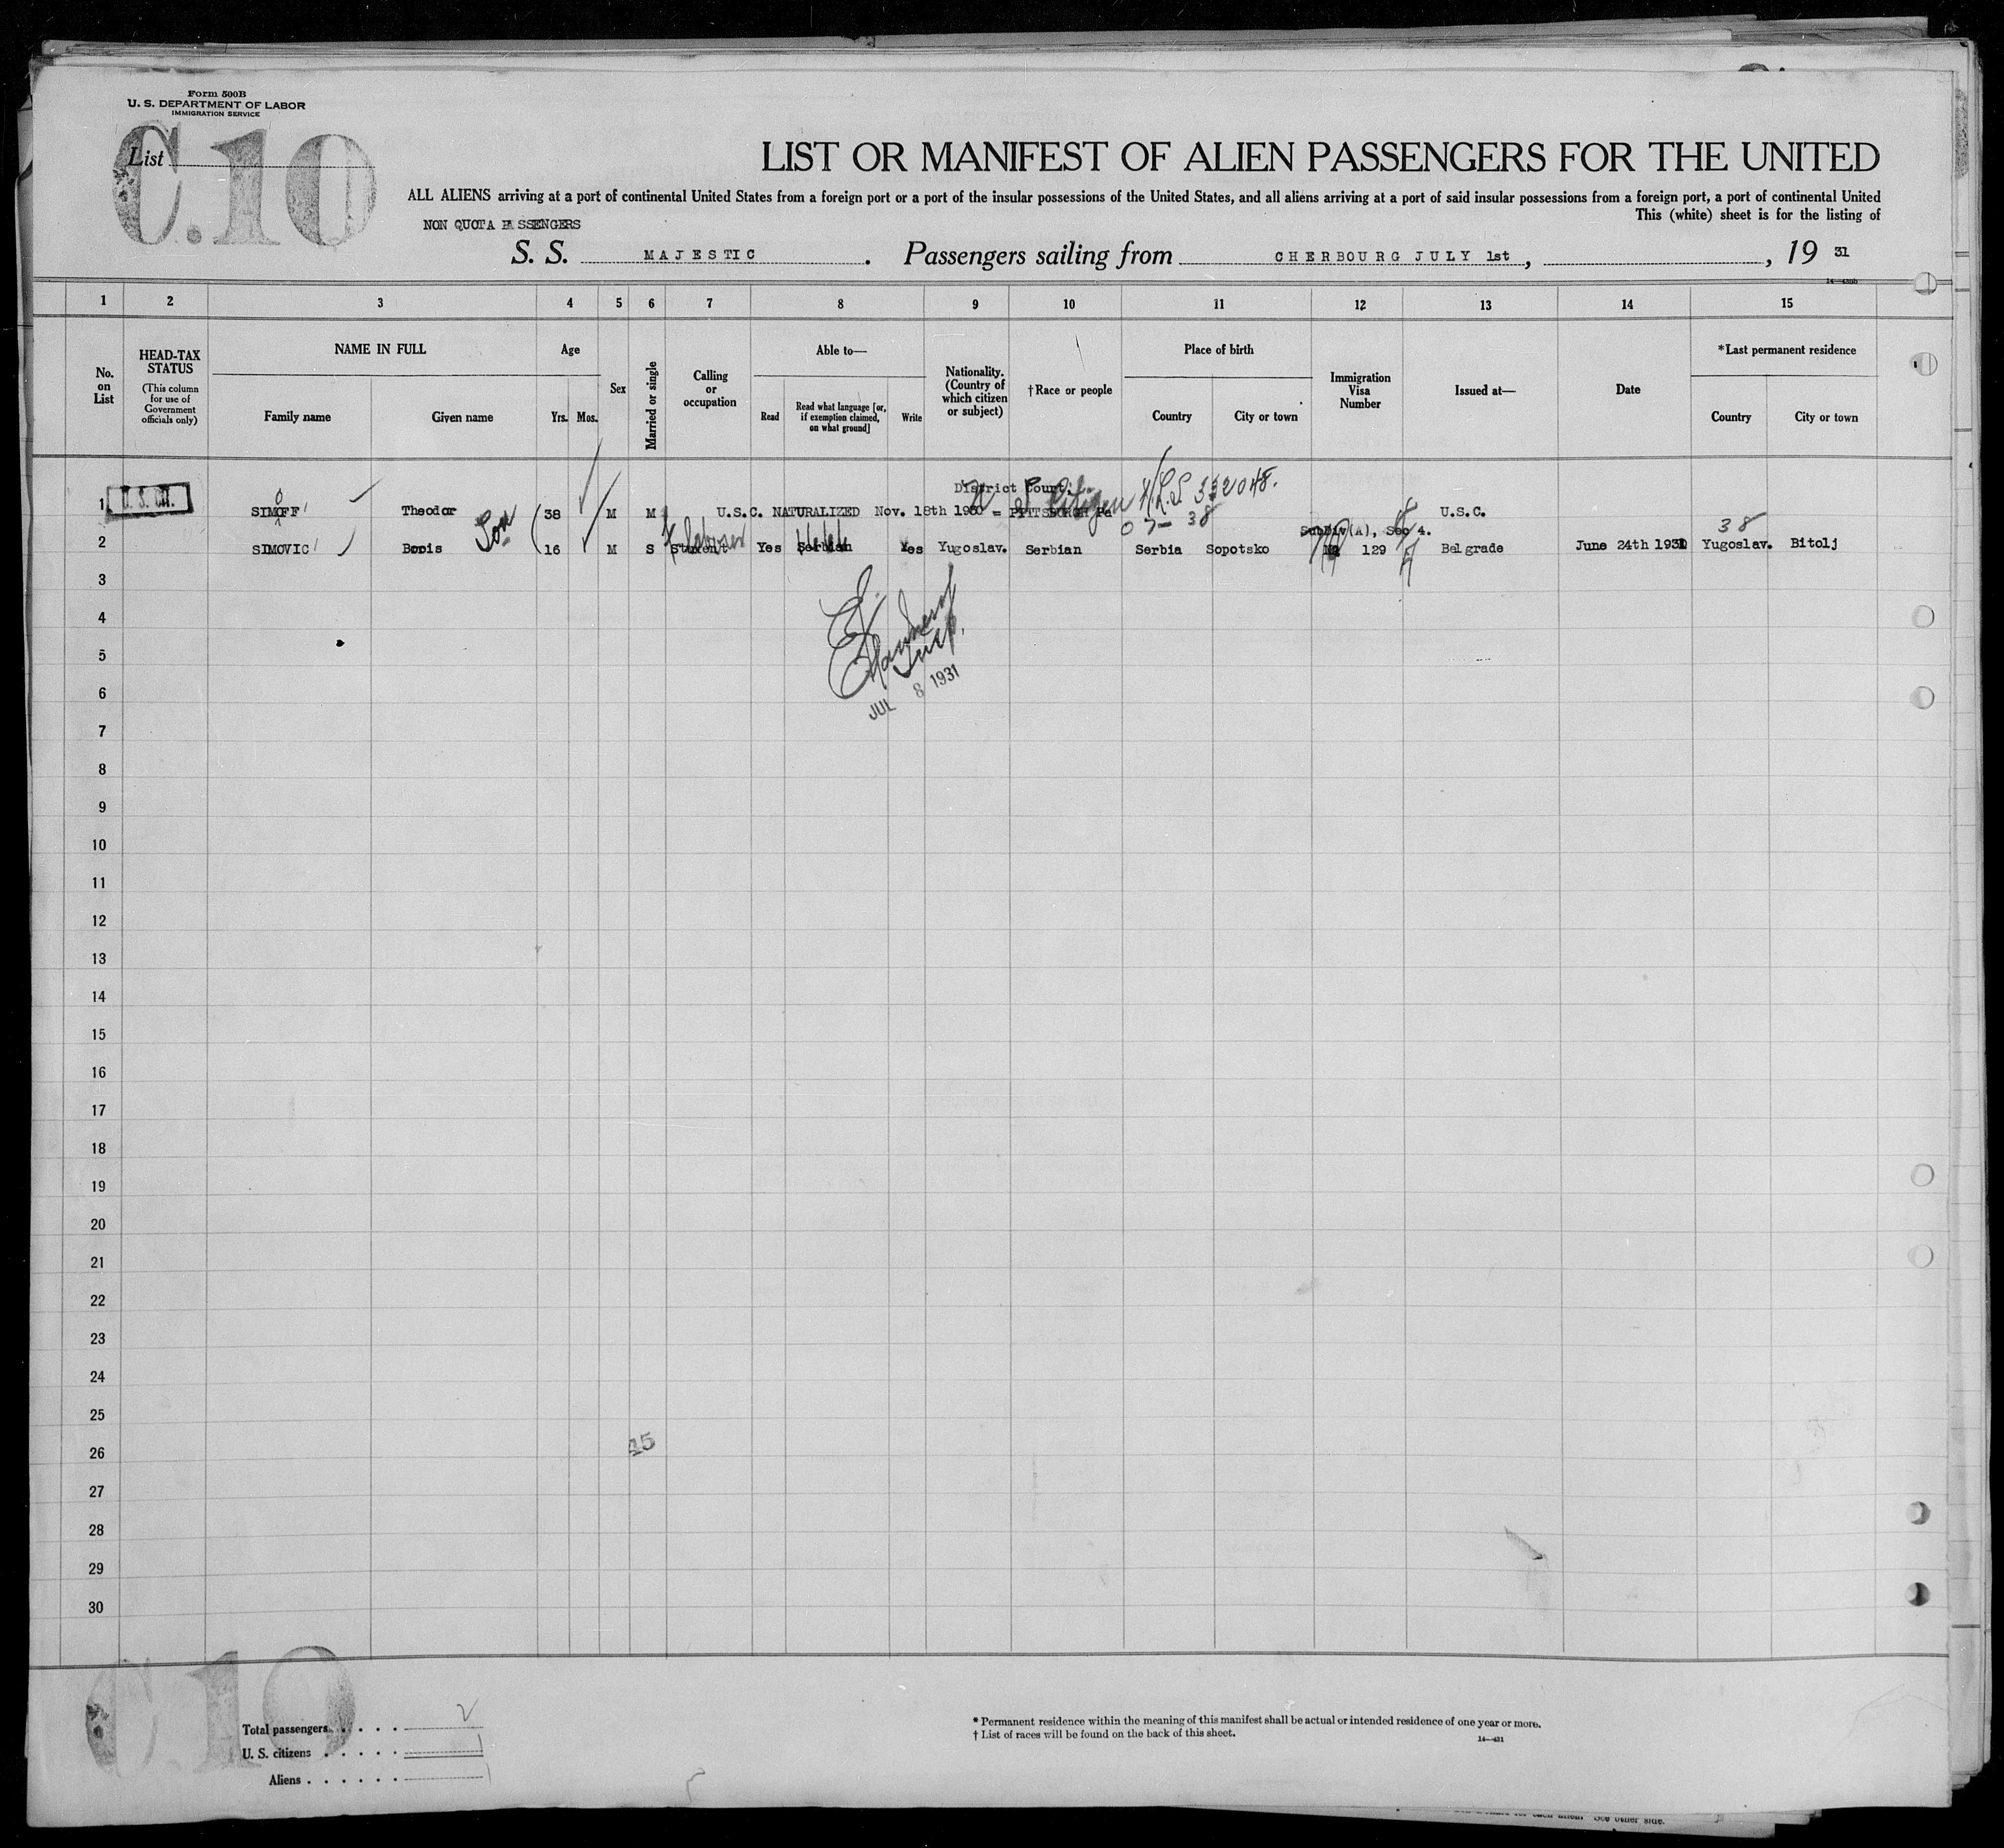 Form 500B
U. S. DEPARTMENT OF LABOR
IMMIGRATION SERVICE
C.10
List
LIST OR MANIFEST OF ALIEN PASSENGERS FOR THE UNITED
ALL ALIENS arriving at a port of continental United States from a foreign port or a port of the insular possessions of the United States, and all aliens arriving at a port of said insular possessions from a foreign port, a port of continental United
This (white) sheet is for the listing of
NON QUOTA PASSENGERS
S. S. MAJESTIC. Passengers sailing from CHERBOURG JULY 1st, , 19 31
1 2 3 4 5 6 7 8 9 10 11 12 13 14 15
No. on List
HEAD-TAX STATUS
(This column for use of Government officials only)
NAME IN FULL
Family name
Given name
Age
Yrs. Mos.
Sex
Married or single
Calling or occupation
Able to—
Read
Read what language [or, if exemption claimed, on what ground]
Write
Nationality. (Country of which citizen or subject)
†Race or people
Place of birth
Country
City or town
Immigration Visa Number
Issued at—
Date
*Last permanent residence
Country
City or town
District Court.
1 SIMOFF Theodor 38 M M U.S.C. NATURALIZED Nov. 18th 1930 = PITTSBURGH Pa U.S.C.
U S Citizen 332048.
Son
07- 38
38
laborer
SubDiv(A), Sec 4.
2 SIMOVIC Boris 16 M S Student Yes Serbian Yes Yugoslav. Serbian Serbia Sopotsko 129 Belgrade June 24th 1931 Yugoslav. Bitolj
3
4
5
6
JUL 8 1931
7
8
9
10
11
12
13
14
15
16
17
18
19
20
21
22
23
24
25
26
27
28
29
30
C.10
Total passengers 2
U. S. citizens 1
Aliens 1
* Permanent residence within the meaning of this manifest shall be actual or intended residence of one year or more.
† List of races will be found on the back of this sheet.
14—431
See other side.